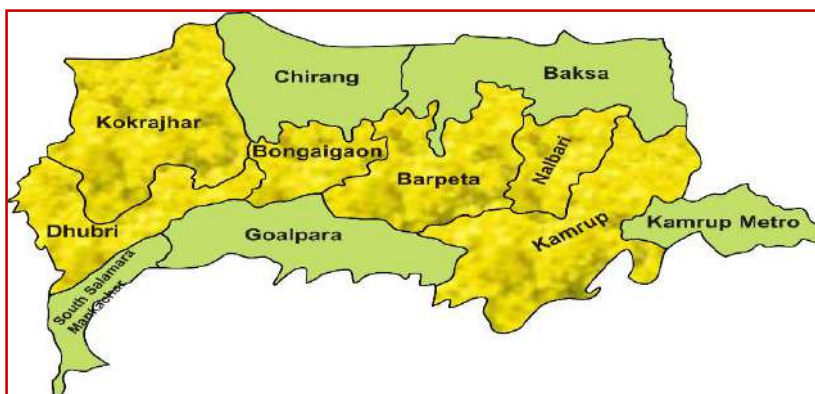 Chirang
Baksa
Kokrajhar
Bongaigaon
Nalbari
Barpeta
Dhubri
Goalpara
Kamrup
Kamrup Metro
South Salamara
Mankachar